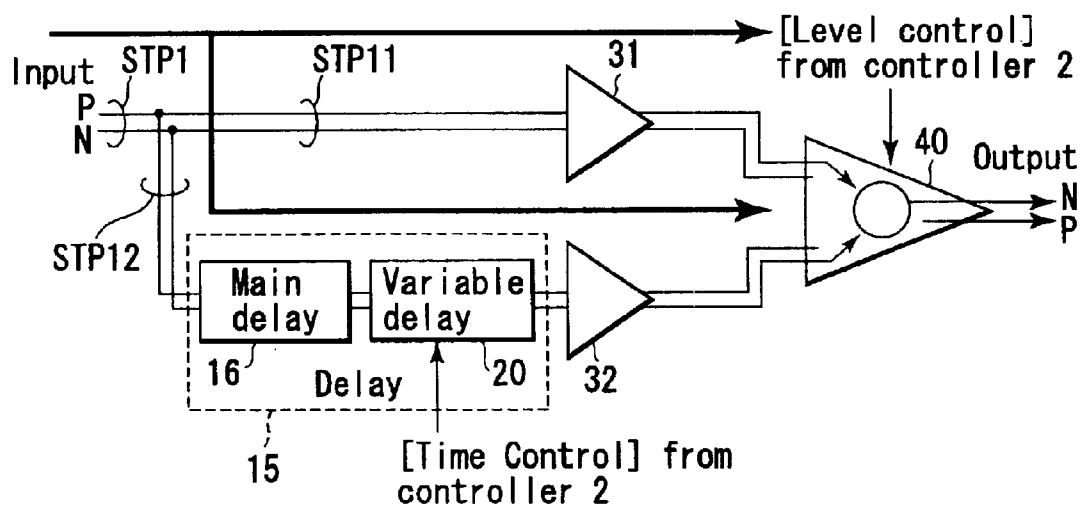 [Level control]
from controller 2
Input
STP1
STP11
31
P
N
40
Output
N
P
STP12
Main
delay
Variable
delay
16
20
32
Delay
15
[Time Control] from
controller 2